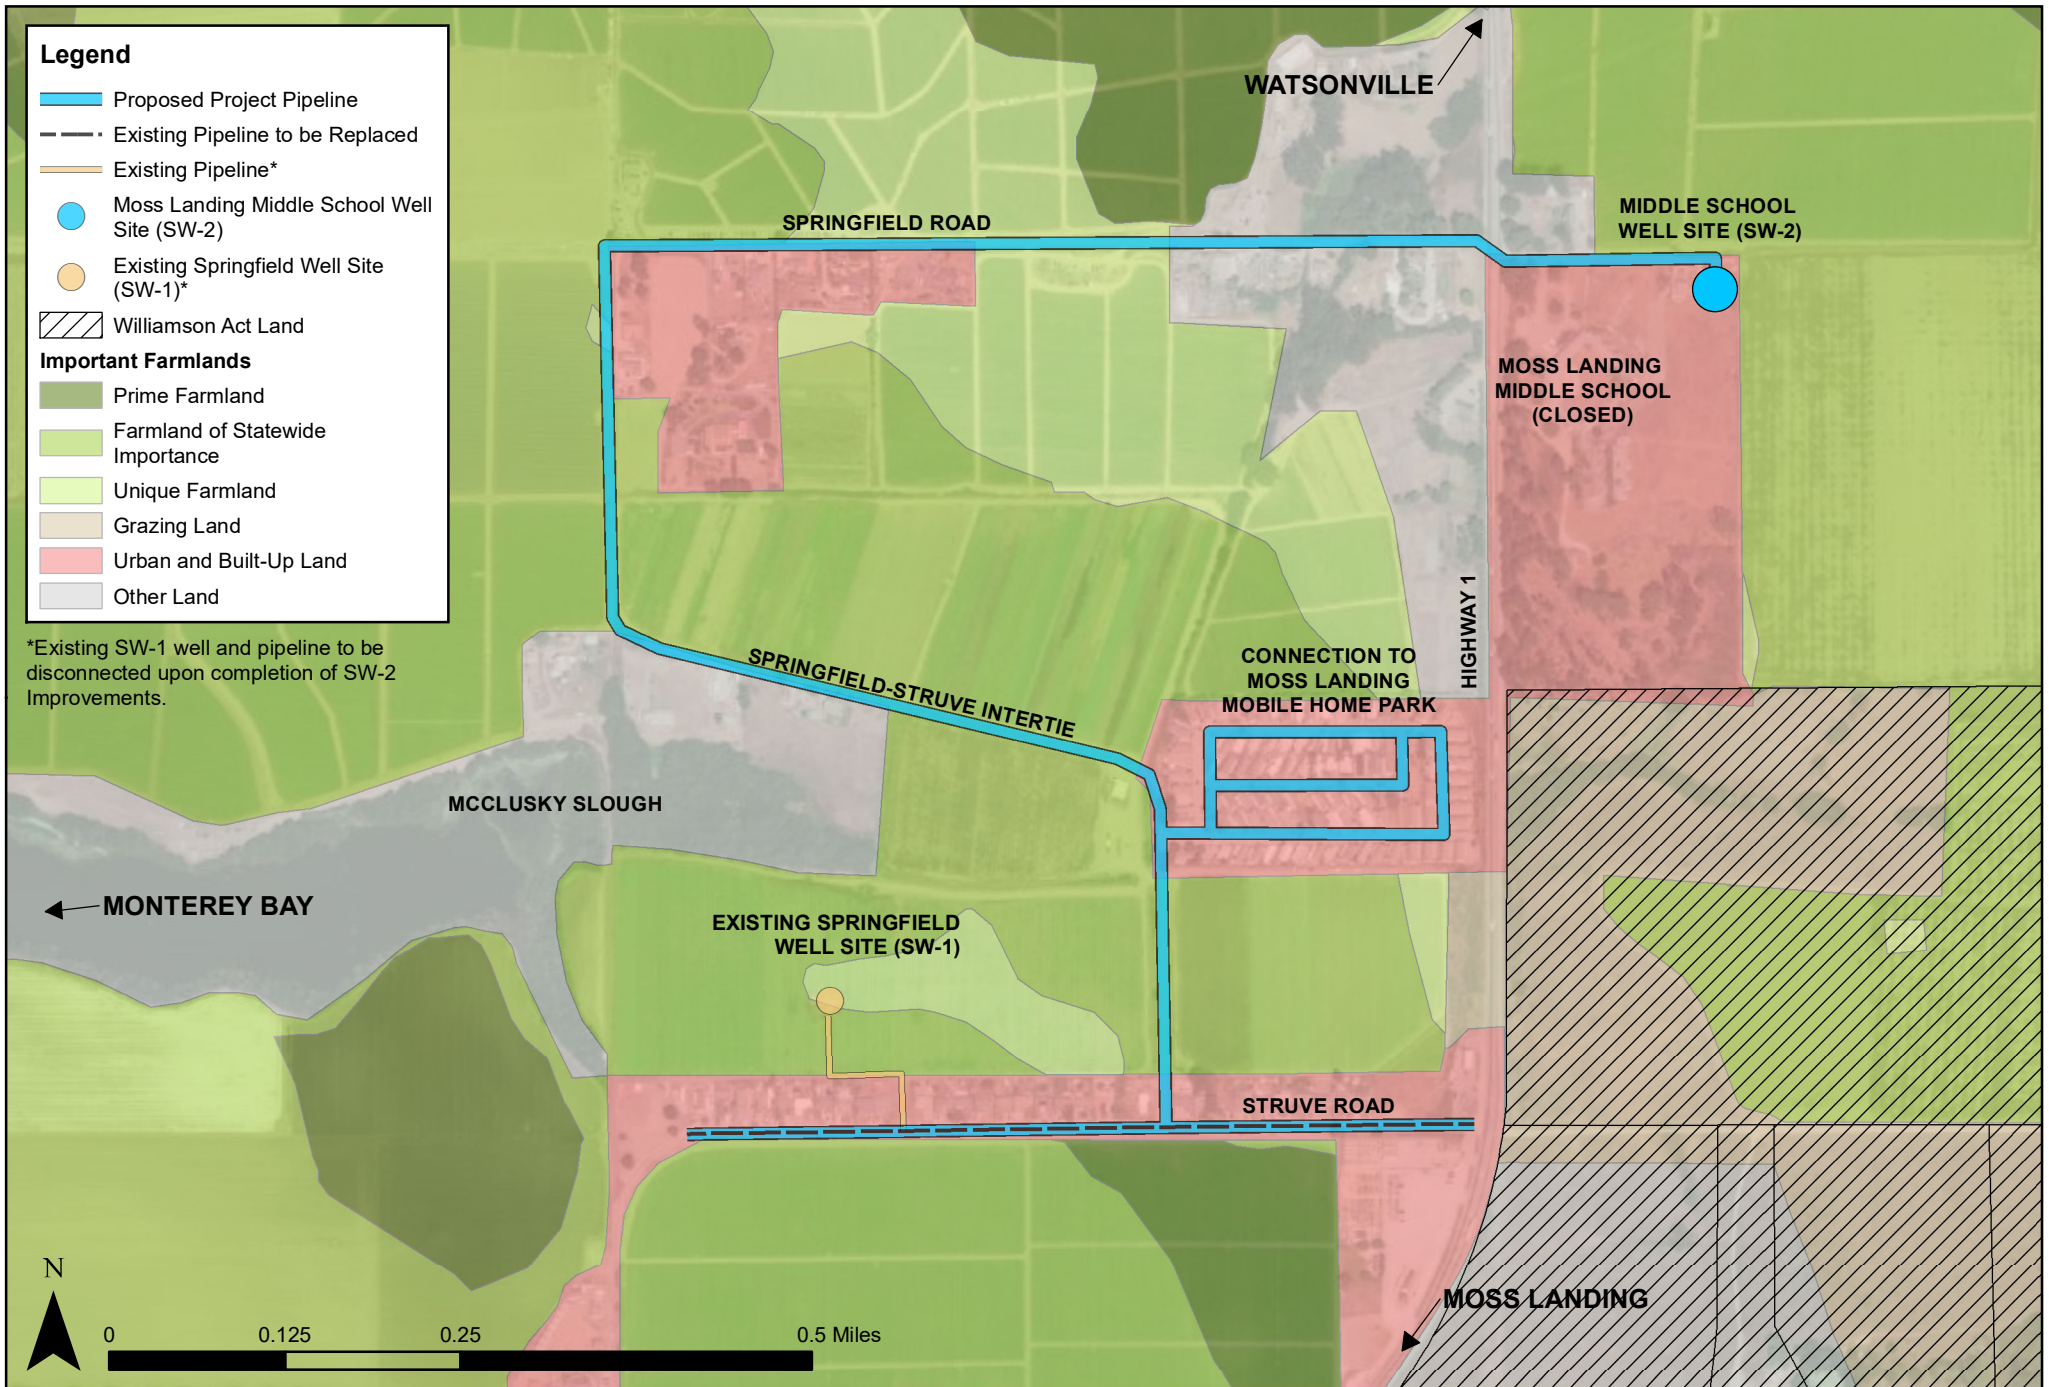 Legend
Proposed Project Pipeline
Existing Pipeline to be Replaced
Existing Pipeline*
Moss Landing Middle School Well
Site (SW-2)
Existing Springfield Well Site
(SW-1)*
Williamson Act Land
Important Farmlands
Prime Farmland
Farmland of Statewide
Importance
Unique Farmland
Grazing Land
Urban and Built-Up Land
Other Land
*Existing SW-1 well and pipeline to be
disconnected upon completion of SW-2
Improvements.
WATSONVILLE
SPRINGFIELD ROAD
MIDDLE SCHOOL
WELL SITE (SW-2)
MOSS LANDING
MIDDLE SCHOOL
(CLOSED)
HIGHWAY 1
SPRINGFIELD-STRUVE INTERTIE
CONNECTION TO
MOSS LANDING
MOBILE HOME PARK
MCCLUSKY SLOUGH
MONTEREY BAY
EXISTING SPRINGFIELD
WELL SITE (SW-1)
STRUVE ROAD
MOSS LANDING
N
0 0.125 0.25 0.5 Miles